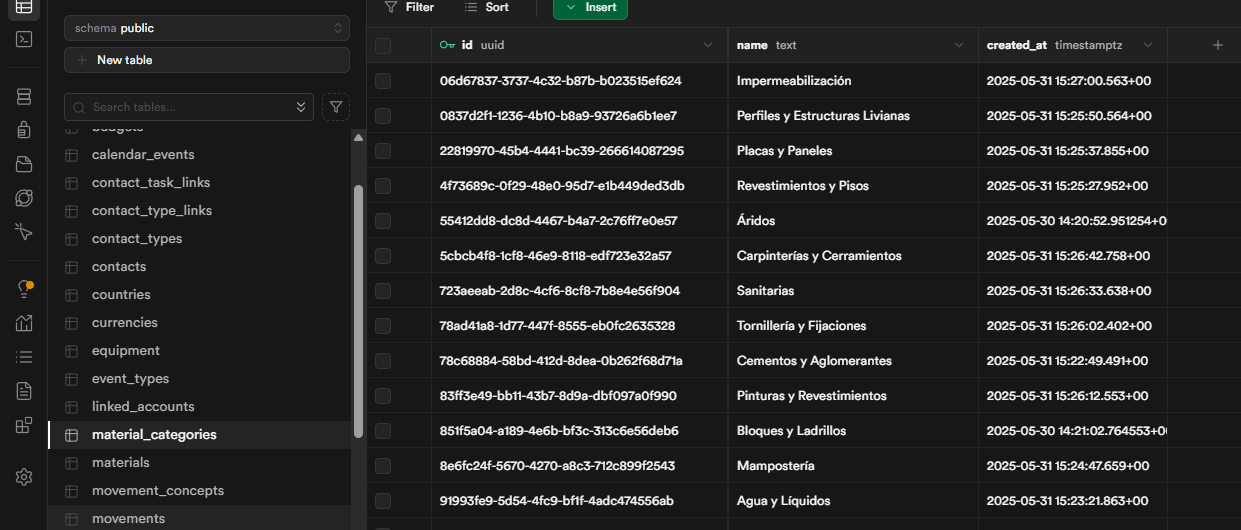 schema public
New table
Search tables...
budgets
calendar_events
contact_task_links
contact_type_links
contact_types
contacts
countries
currencies
equipment
event_types
linked_accounts
material_categories
materials
movement_concepts
movements
Filter Sort Insert
id uuid name text created_at timestamptz
06d67837-3737-4c32-b87b-b023515ef624 Impermeabilización 2025-05-31 15:27:00.563+00
0837d2f1-1236-4b10-b8a9-93726a6b1ee7 Perfiles y Estructuras Livianas 2025-05-31 15:25:50.564+00
22819970-45b4-4441-bc39-266614087295 Placas y Paneles 2025-05-31 15:25:37.855+00
4f73689c-0f29-48e0-95d7-e1b449ded3db Revestimientos y Pisos 2025-05-31 15:25:27.952+00
55412dd8-dc8d-4467-b4a7-2c76ff7e0e57 Áridos 2025-05-30 14:20:52.951254+0
5cbcb4f8-1cf8-46e9-8118-edf723e32a57 Carpinterías y Cerramientos 2025-05-31 15:26:42.758+00
723aeeab-2d8c-4cf6-8cf8-7b8e4e56f904 Sanitarias 2025-05-31 15:26:33.638+00
78ad41a8-1d77-447f-8555-eb0fc2635328 Tornillería y Fijaciones 2025-05-31 15:26:02.402+00
78c68884-58bd-412d-8dea-0b262f68d71a Cementos y Aglomerantes 2025-05-31 15:22:49.491+00
83ff3e49-bb11-43b7-8d9a-dbf097a0f990 Pinturas y Revestimientos 2025-05-31 15:26:12.553+00
851f5a04-a189-4e6b-bf3c-313c6e56deb6 Bloques y Ladrillos 2025-05-30 14:21:02.764553+0
8e6fc24f-5670-4270-a8c3-712c899f2543 Mampostería 2025-05-31 15:24:47.659+00
91993fe9-5d54-4fc9-bf1f-4adc474556ab Agua y Líquidos 2025-05-31 15:23:21.863+00